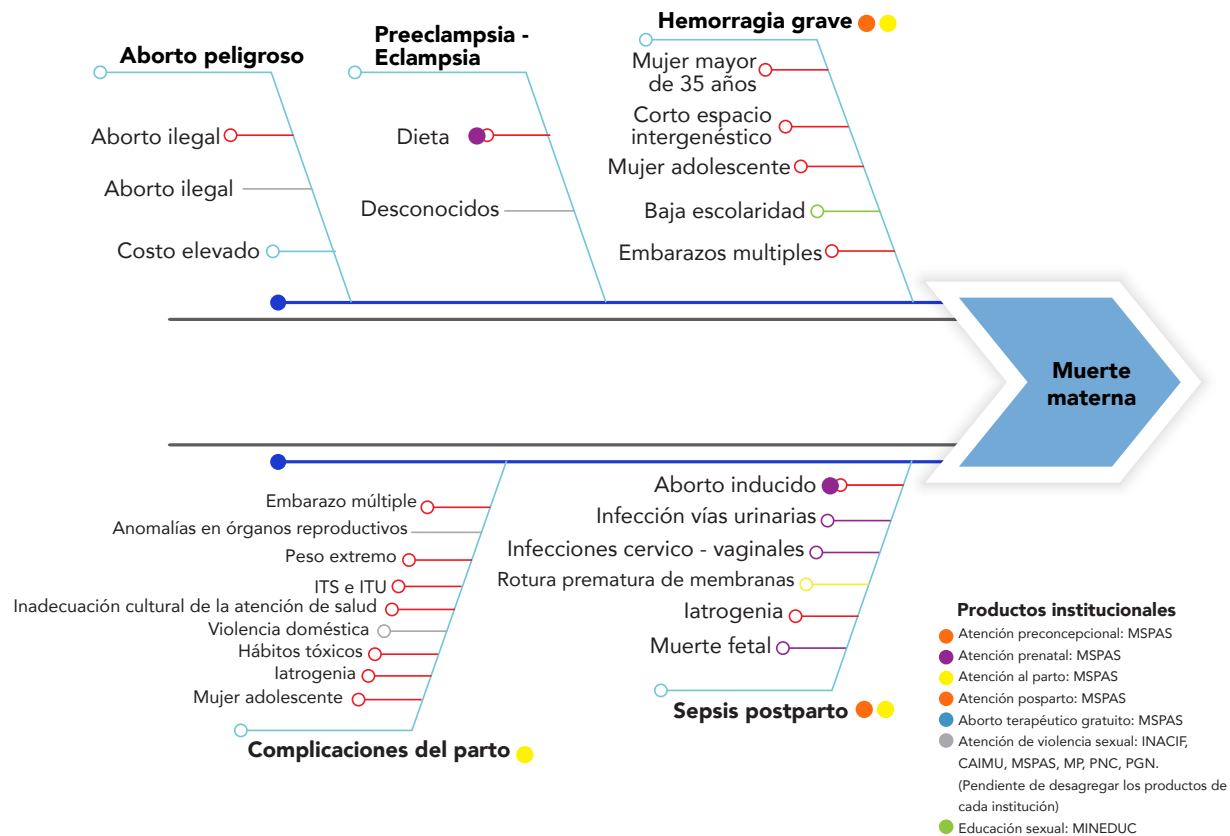 Aborto peligroso
Aborto ilegal
Aborto ilegal
Costo elevado
Preeclampsia -
Eclampsia
Dieta
Desconocidos
Hemorragia grave
Mujer mayor
de 35 años
Corto espacio
intergenéstico
Mujer adolescente
Baja escolaridad
Embarazos multiples
Muerte
materna
Embarazo múltiple
Anomalías en órganos reproductivos
Peso extremo
ITS e ITU
Inadecuación cultural de la atención de salud
Violencia doméstica
Hábitos tóxicos
Iatrogenia
Mujer adolescente
Complicaciones del parto
Aborto inducido
Infección vías urinarias
Infecciones cervico - vaginales
Rotura prematura de membranas
Iatrogenia
Muerte fetal
Sepsis postparto
Productos institucionales
Atención preconcepcional: MSPAS
Atención prenatal: MSPAS
Atención al parto: MSPAS
Atención posparto: MSPAS
Aborto terapéutico gratuito: MSPAS
Atención de violencia sexual: INACIF,
CAIMU, MSPAS, MP, PNC, PGN.
(Pendiente de desagregar los productos de
cada institución)
Educación sexual: MINEDUC